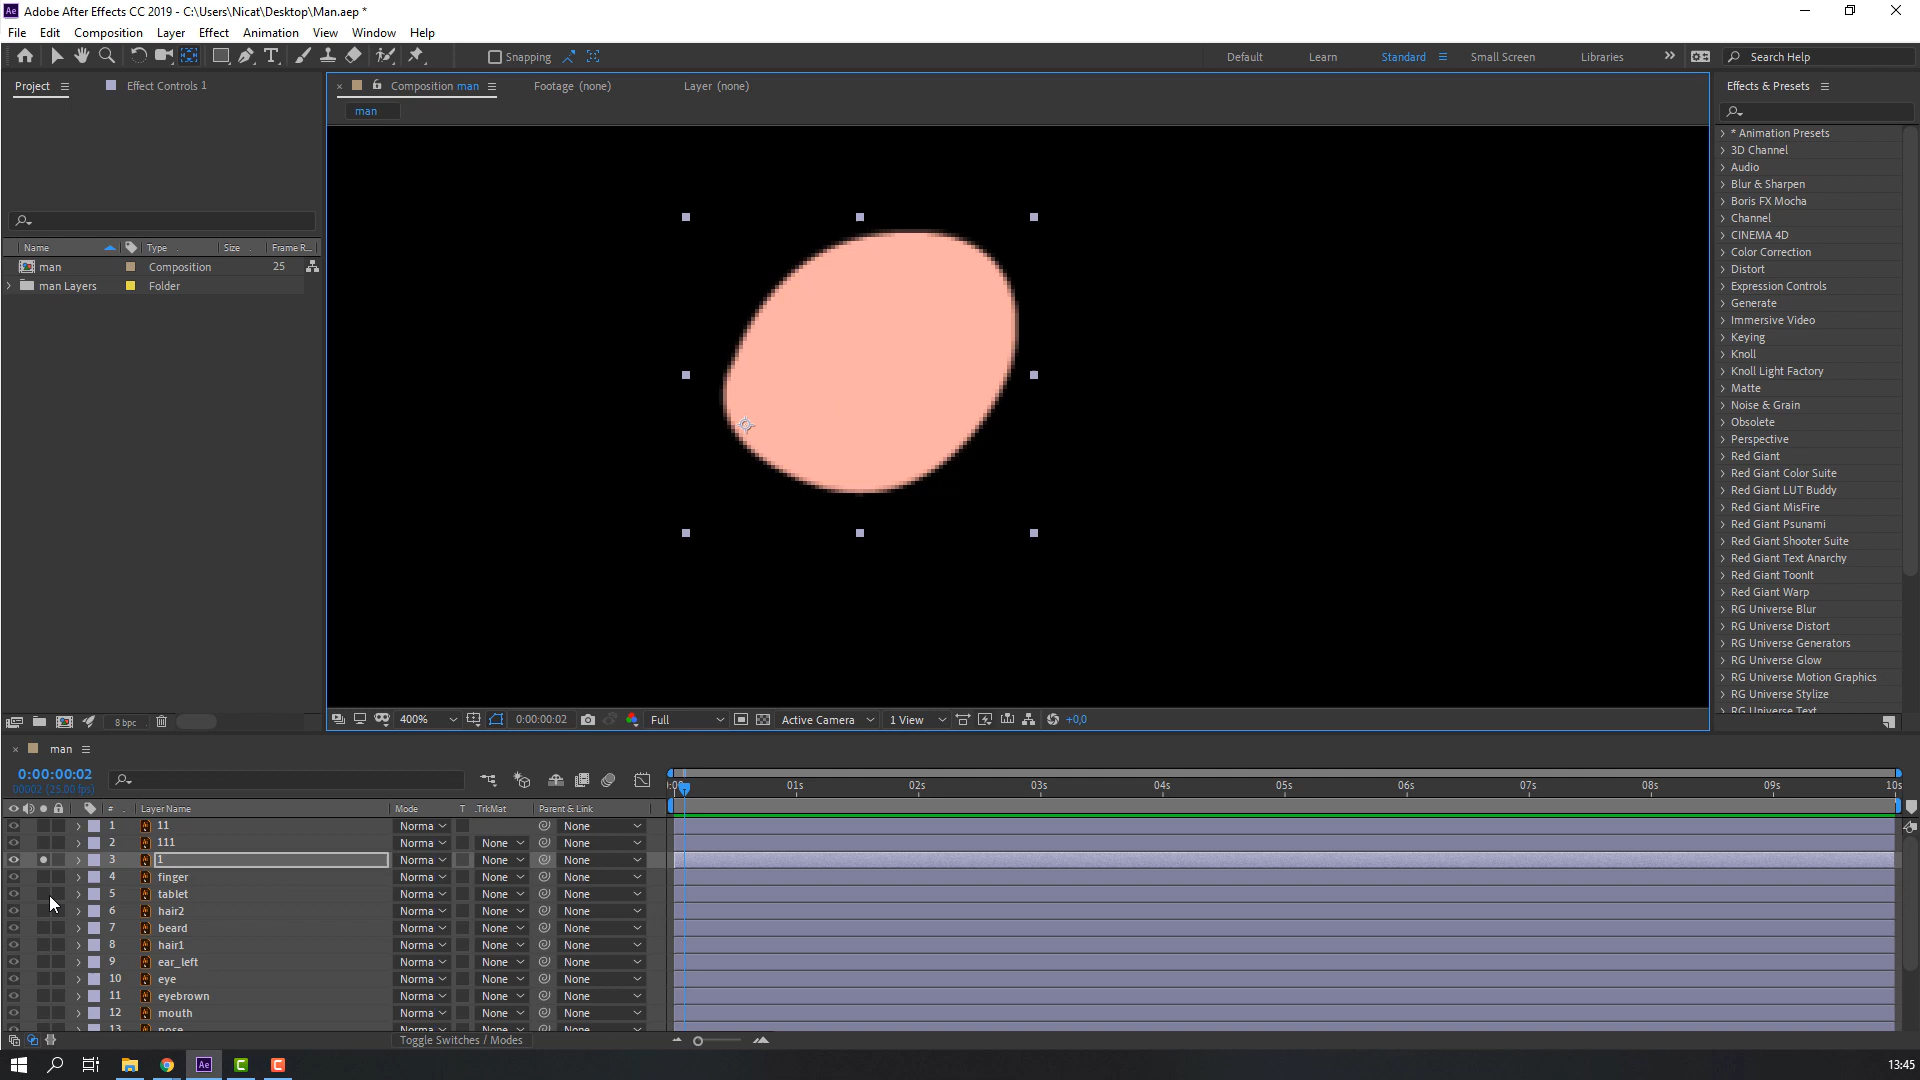 Adobe After Effects CC 2019 - C:\Users\Nicat\Desktop\Man.aep *
File Edit Composition Layer Effect Animation View Window Help
Snapping Default Learn Standard Small Screen Libraries Search Help
Project Effect Controls 1 Composition man Footage (none) Layer (none) Effects & Presets
man
* Animation Presets
3D Channel
Audio
Blur & Sharpen
Boris FX Mocha
Channel
CINEMA 4D
Color Correction
Distort
Expression Controls
Generate
Immersive Video
Keying
Knoll
Knoll Light Factory
Matte
Noise & Grain
Obsolete
Perspective
Red Giant
Red Giant Color Suite
Red Giant LUT Buddy
Red Giant MisFire
Red Giant Psunami
Red Giant Shooter Suite
Red Giant Text Anarchy
Red Giant ToonIt
Red Giant Warp
RG Universe Blur
RG Universe Distort
RG Universe Generators
RG Universe Glow
RG Universe Motion Graphics
RG Universe Stylize
RG Universe Text
Name Type Size Frame R...
man Composition 25
man Layers Folder
8 bpc 400% 0:00:00:02 Full Active Camera 1 View +0,0
man
0:00:00:02
00002 (25.00 fps)
01s 02s 03s 04s 05s 06s 07s 08s 09s 10s
# Layer Name Mode T .TrkMat Parent & Link
1 11 Norma None
2 111 Norma None None
3 1 Norma None None
4 finger Norma None None
5 tablet Norma None None
6 hair2 Norma None None
7 beard Norma None None
8 hair1 Norma None None
9 ear_left Norma None None
10 eye Norma None None
11 eyebrown Norma None None
12 mouth Norma None None
13 nose
Toggle Switches / Modes
13:45